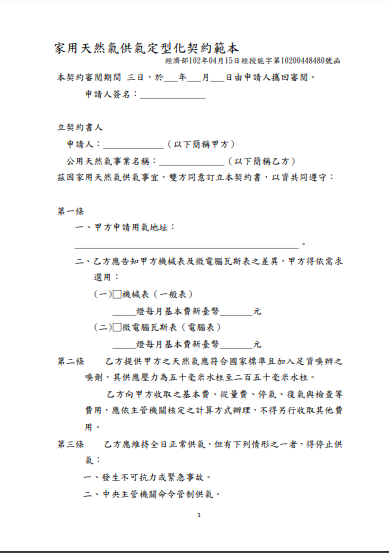 家用天然氣供氣定型化契約範本
經濟部102年04月15日經授能字第10200448480號函
本契約審閱期間 三日，於___年___月___日由申請人攜回審閱。
申請人簽名：______________
立契約書人
申請人：_____________（以下簡稱甲方）
公用天然氣事業名稱：______________（以下簡稱乙方）
茲因家用天然氣供氣事宜，雙方同意訂立本契約書，以資共同遵守：
第一條
一、甲方申請用氣地址：
________________________________________________。
二、乙方應告知甲方機械表及微電腦瓦斯表之差異，甲方得依需求
選用：
(一)□機械表（一般表）
_____燈每月基本費新臺幣_______元
(二)□微電腦瓦斯表（電腦表）
_____燈每月基本費新臺幣_______元
第二條 乙方提供甲方之天然氣應符合國家標準且加入足資嗅辨之
嗅劑，其供應壓力為五十毫米水柱至二百五十毫米水柱。
乙方向甲方收取之基本費、從量費、停氣、復氣與檢查等
費用，應依主管機關核定之計算方式辦理，不得另行收取其他費
用。
第三條 乙方應維持全日正常供氣，但有下列情形之一者，得停止供
氣：
一、發生不可抗力或緊急事故。
二、中央主管機關命令管制供氣。
1